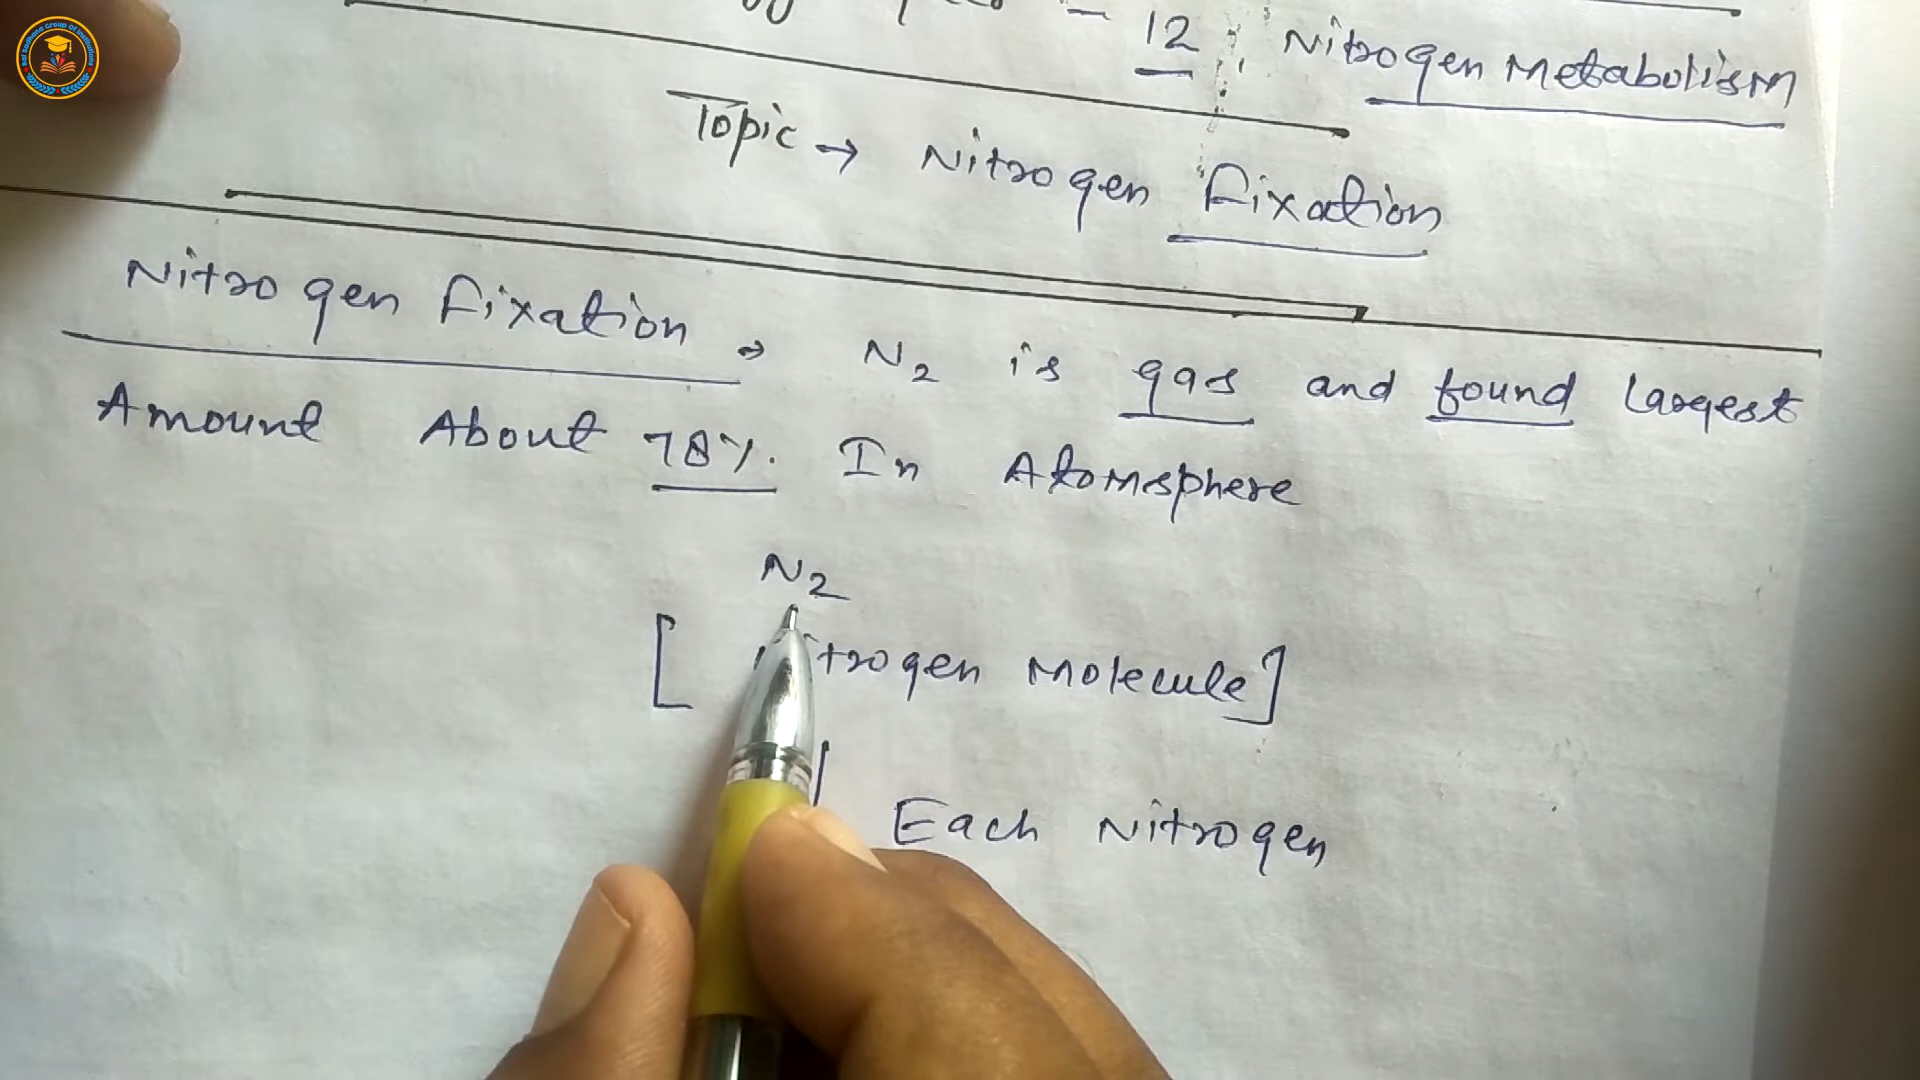 - 12, Nitrogen Metabolism
Topic → Nitrogen Fixation
Nitrogen Fixation → N2 is gas and found largest
Amount About 78% In Atomsphere
N2
[ Nitrogen Molecule]
Each Nitrogen